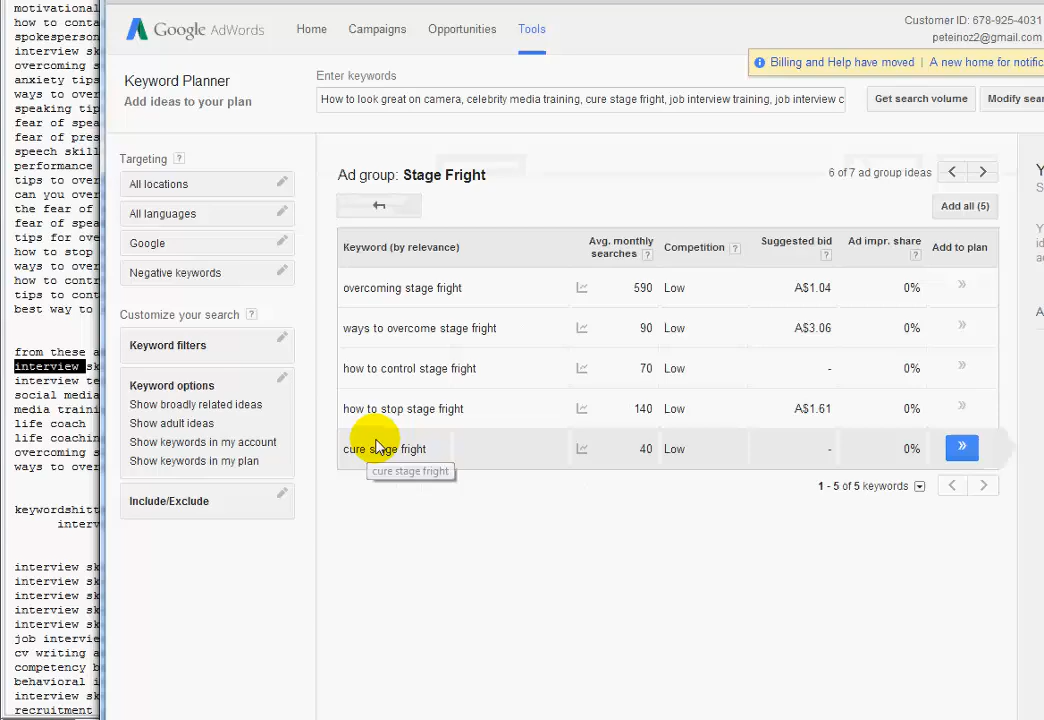 motivational
how to conta
spokesperson
interview sk
overcoming s
anxiety tips
ways to over
speaking tip
fear of spea
fear of pres
speech skill
performance
tips to over
can you over
the fear of
fear of spea
tips for ove
how to stop
ways to over
how to contr
tips to cont
best way to
from these a
interview sk
interview te
social media
media traini
life coach
life coachin
overcoming s
ways to over
keywordshitt
interv
interview sk
interview sk
interview sk
interview sk
interview sk
job intervie
cv writing a
competency b
behavioral i
interview sk
recruitment
Google AdWords
Home
Campaigns
Opportunities
Tools
Customer ID: 678-925-4031
peteinoz2@gmail.com
Billing and Help have moved | A new home for notific
Keyword Planner
Add ideas to your plan
Enter keywords
How to look great on camera, celebrity media training, cure stage fright, job interview training, job interview c
Get search volume
Modify sear
Targeting ?
All locations
All languages
Google
Negative keywords
Customize your search ?
Keyword filters
Keyword options
Show broadly related ideas
Show adult ideas
Show keywords in my account
Show keywords in my plan
Include/Exclude
Ad group: Stage Fright
6 of 7 ad group ideas
Add all (5)
Keyword (by relevance)
Avg. monthly searches ?
Competition ?
Suggested bid ?
Ad impr. share ?
Add to plan
overcoming stage fright 590 Low A$1.04 0% »
ways to overcome stage fright 90 Low A$3.06 0% »
how to control stage fright 70 Low - 0% »
how to stop stage fright 140 Low A$1.61 0% »
cure stage fright 40 Low - 0% »
cure stage fright
1 - 5 of 5 keywords